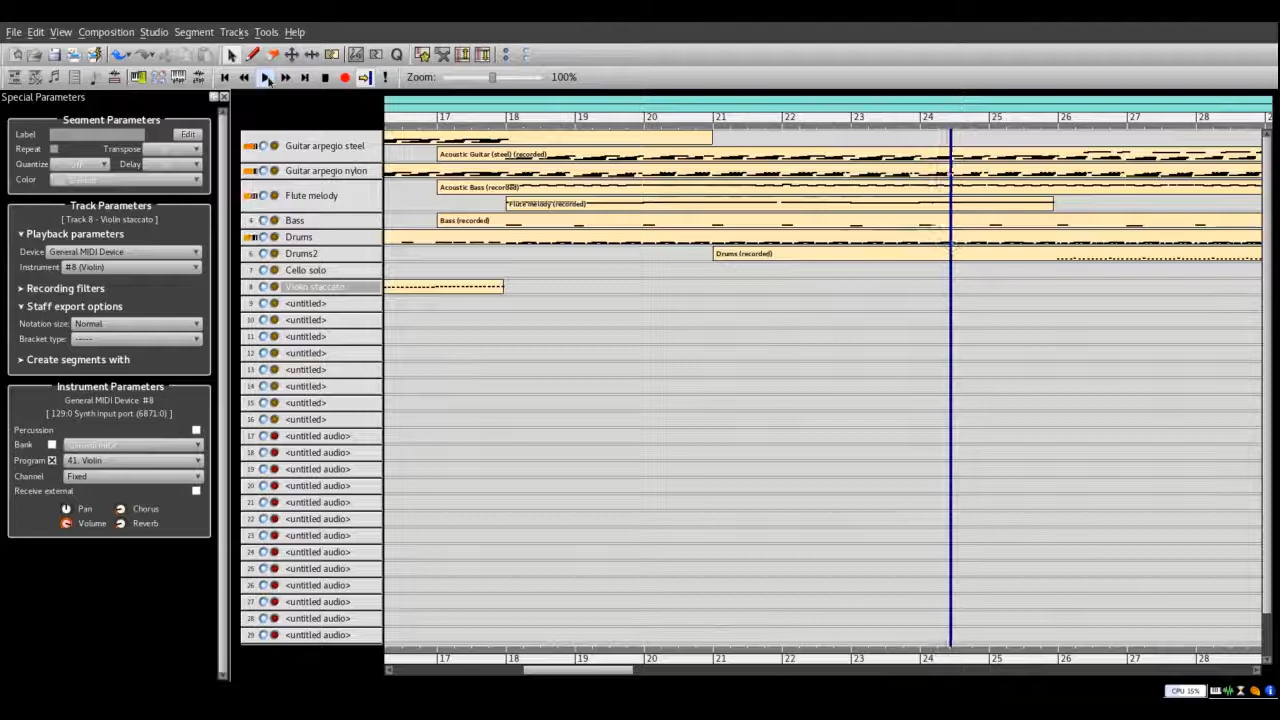 File Edit View Composition Studio Segment Tracks Tools Help
Zoom: 100%
Special Parameters
Segment Parameters
Label Edit
Repeat Transpose
Quantize Delay
Color
Track Parameters
[ Track 8 - Violin staccato ]
Playback parameters
Device General MIDI Device
Instrument #8 (Violin)
Recording filters
Staff export options
Notation size: Normal
Bracket type: -----
Create segments with
Instrument Parameters
General MIDI Device #8
[ 129:0 Synth input port (6871:0) ]
Percussion
Bank
Program 41. Violin
Channel Fixed
Receive external
Pan Chorus
Volume Reverb
17 18 19 20 21 22 23 24 25 26 27 28
Guitar arpegio steel
Acoustic Guitar (steel) (recorded)
Guitar arpegio nylon
Acoustic Bass (recorded)
Flute melody
Flute melody (recorded)
4 Bass Bass (recorded)
Drums
6 Drums2 Drums (recorded)
7 Cello solo
8 Violin staccato
9 <untitled>
10 <untitled>
11 <untitled>
12 <untitled>
13 <untitled>
14 <untitled>
15 <untitled>
16 <untitled>
17 <untitled audio>
18 <untitled audio>
19 <untitled audio>
20 <untitled audio>
21 <untitled audio>
22 <untitled audio>
23 <untitled audio>
24 <untitled audio>
25 <untitled audio>
26 <untitled audio>
27 <untitled audio>
28 <untitled audio>
29 <untitled audio>
17 18 19 20 21 22 23 24 25 26 27 28
CPU 15%